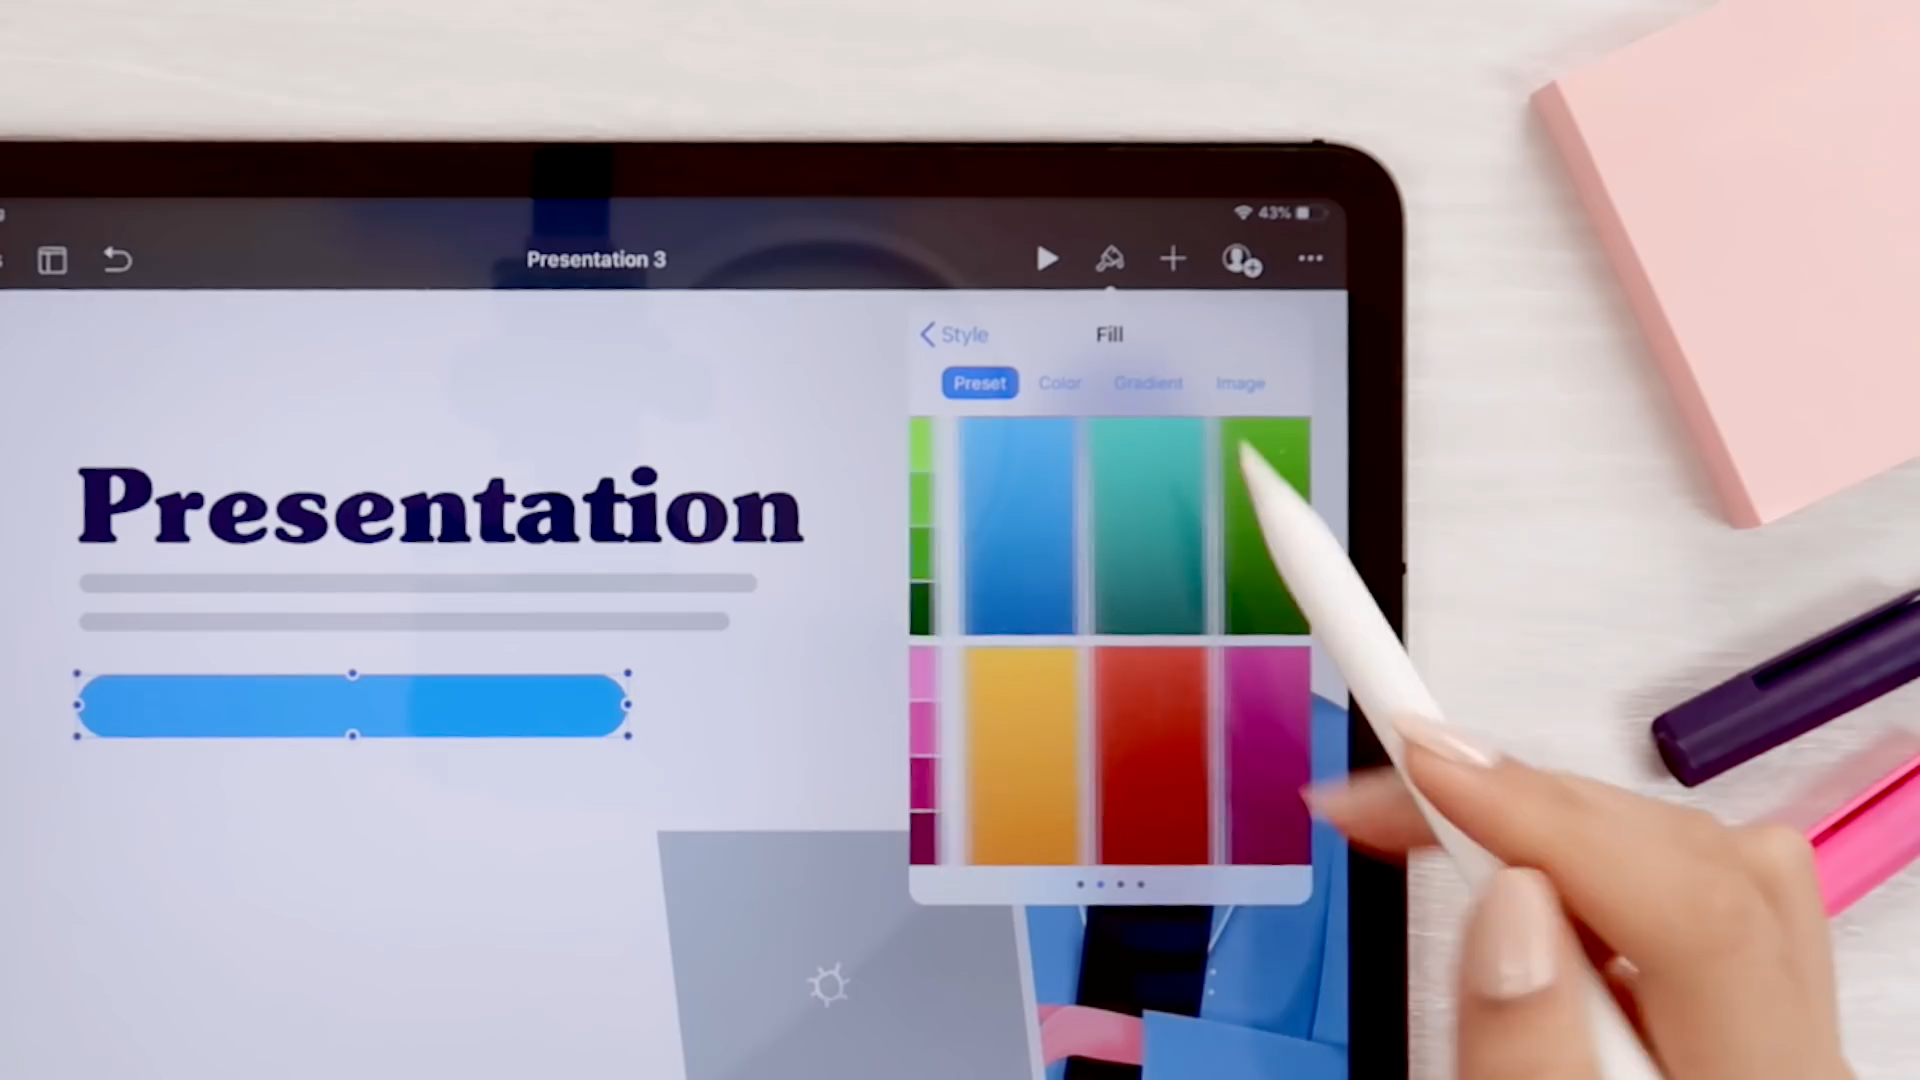 43%
Presentation 3
Style
Fill
Preset Color Gradient Image
Presentation